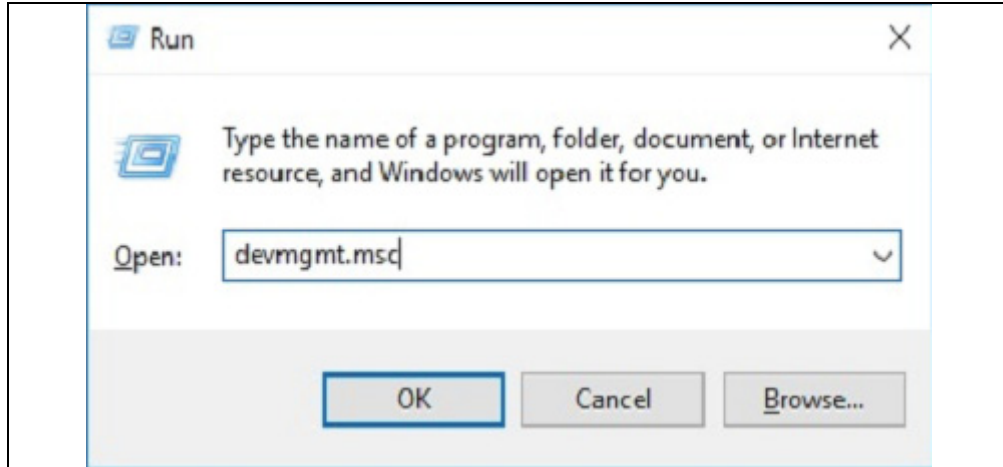 Run
Type the name of a program, folder, document, or Internet
resource, and Windows will open it for you.
Open: devmgmt.msc
OK Cancel Browse...